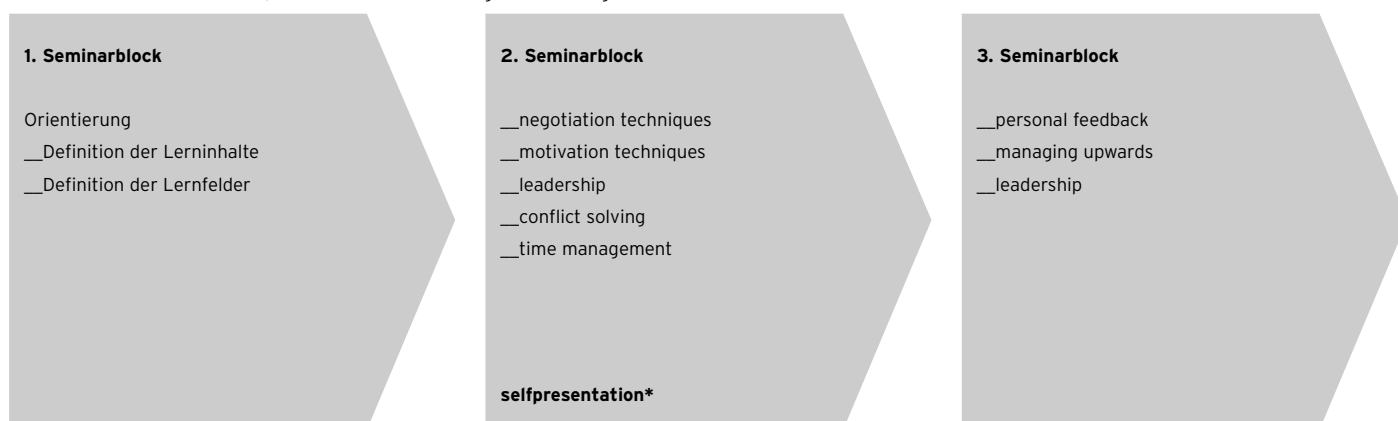 1. Seminarblock
Orientierung
__Definition der Lerninhalte
__Definition der Lernfelder
2. Seminarblock
__negotiation techniques
__motivation techniques
__leadership
__conflict solving
__time management
selfpresentation*
3. Seminarblock
__personal feedback
__managing upwards
__leadership